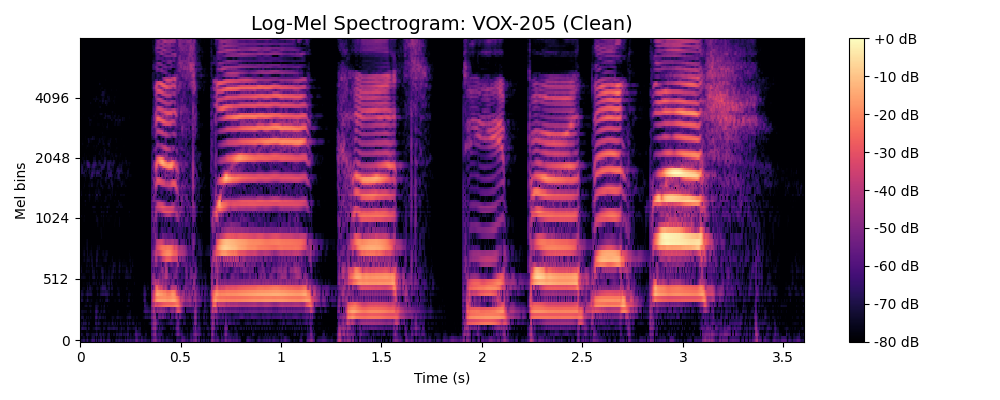 Log-Mel Spectrogram: VOX-205 (Clean)
Mel bins
4096
2048
1024
512
0
0 0.5 1 1.5 2 2.5 3 3.5
Time (s)
+0 dB
-10 dB
-20 dB
-30 dB
-40 dB
-50 dB
-60 dB
-70 dB
-80 dB